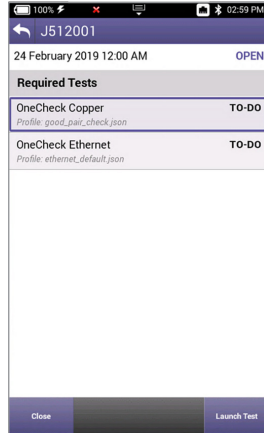 100% 02:59 PM
J512001
24 February 2019 12:00 AM OPEN
Required Tests
OneCheck Copper TO-DO
Profile: good_pair_check.json
OneCheck Ethernet TO-DO
Profile: ethernet_default.json
Close Launch Test